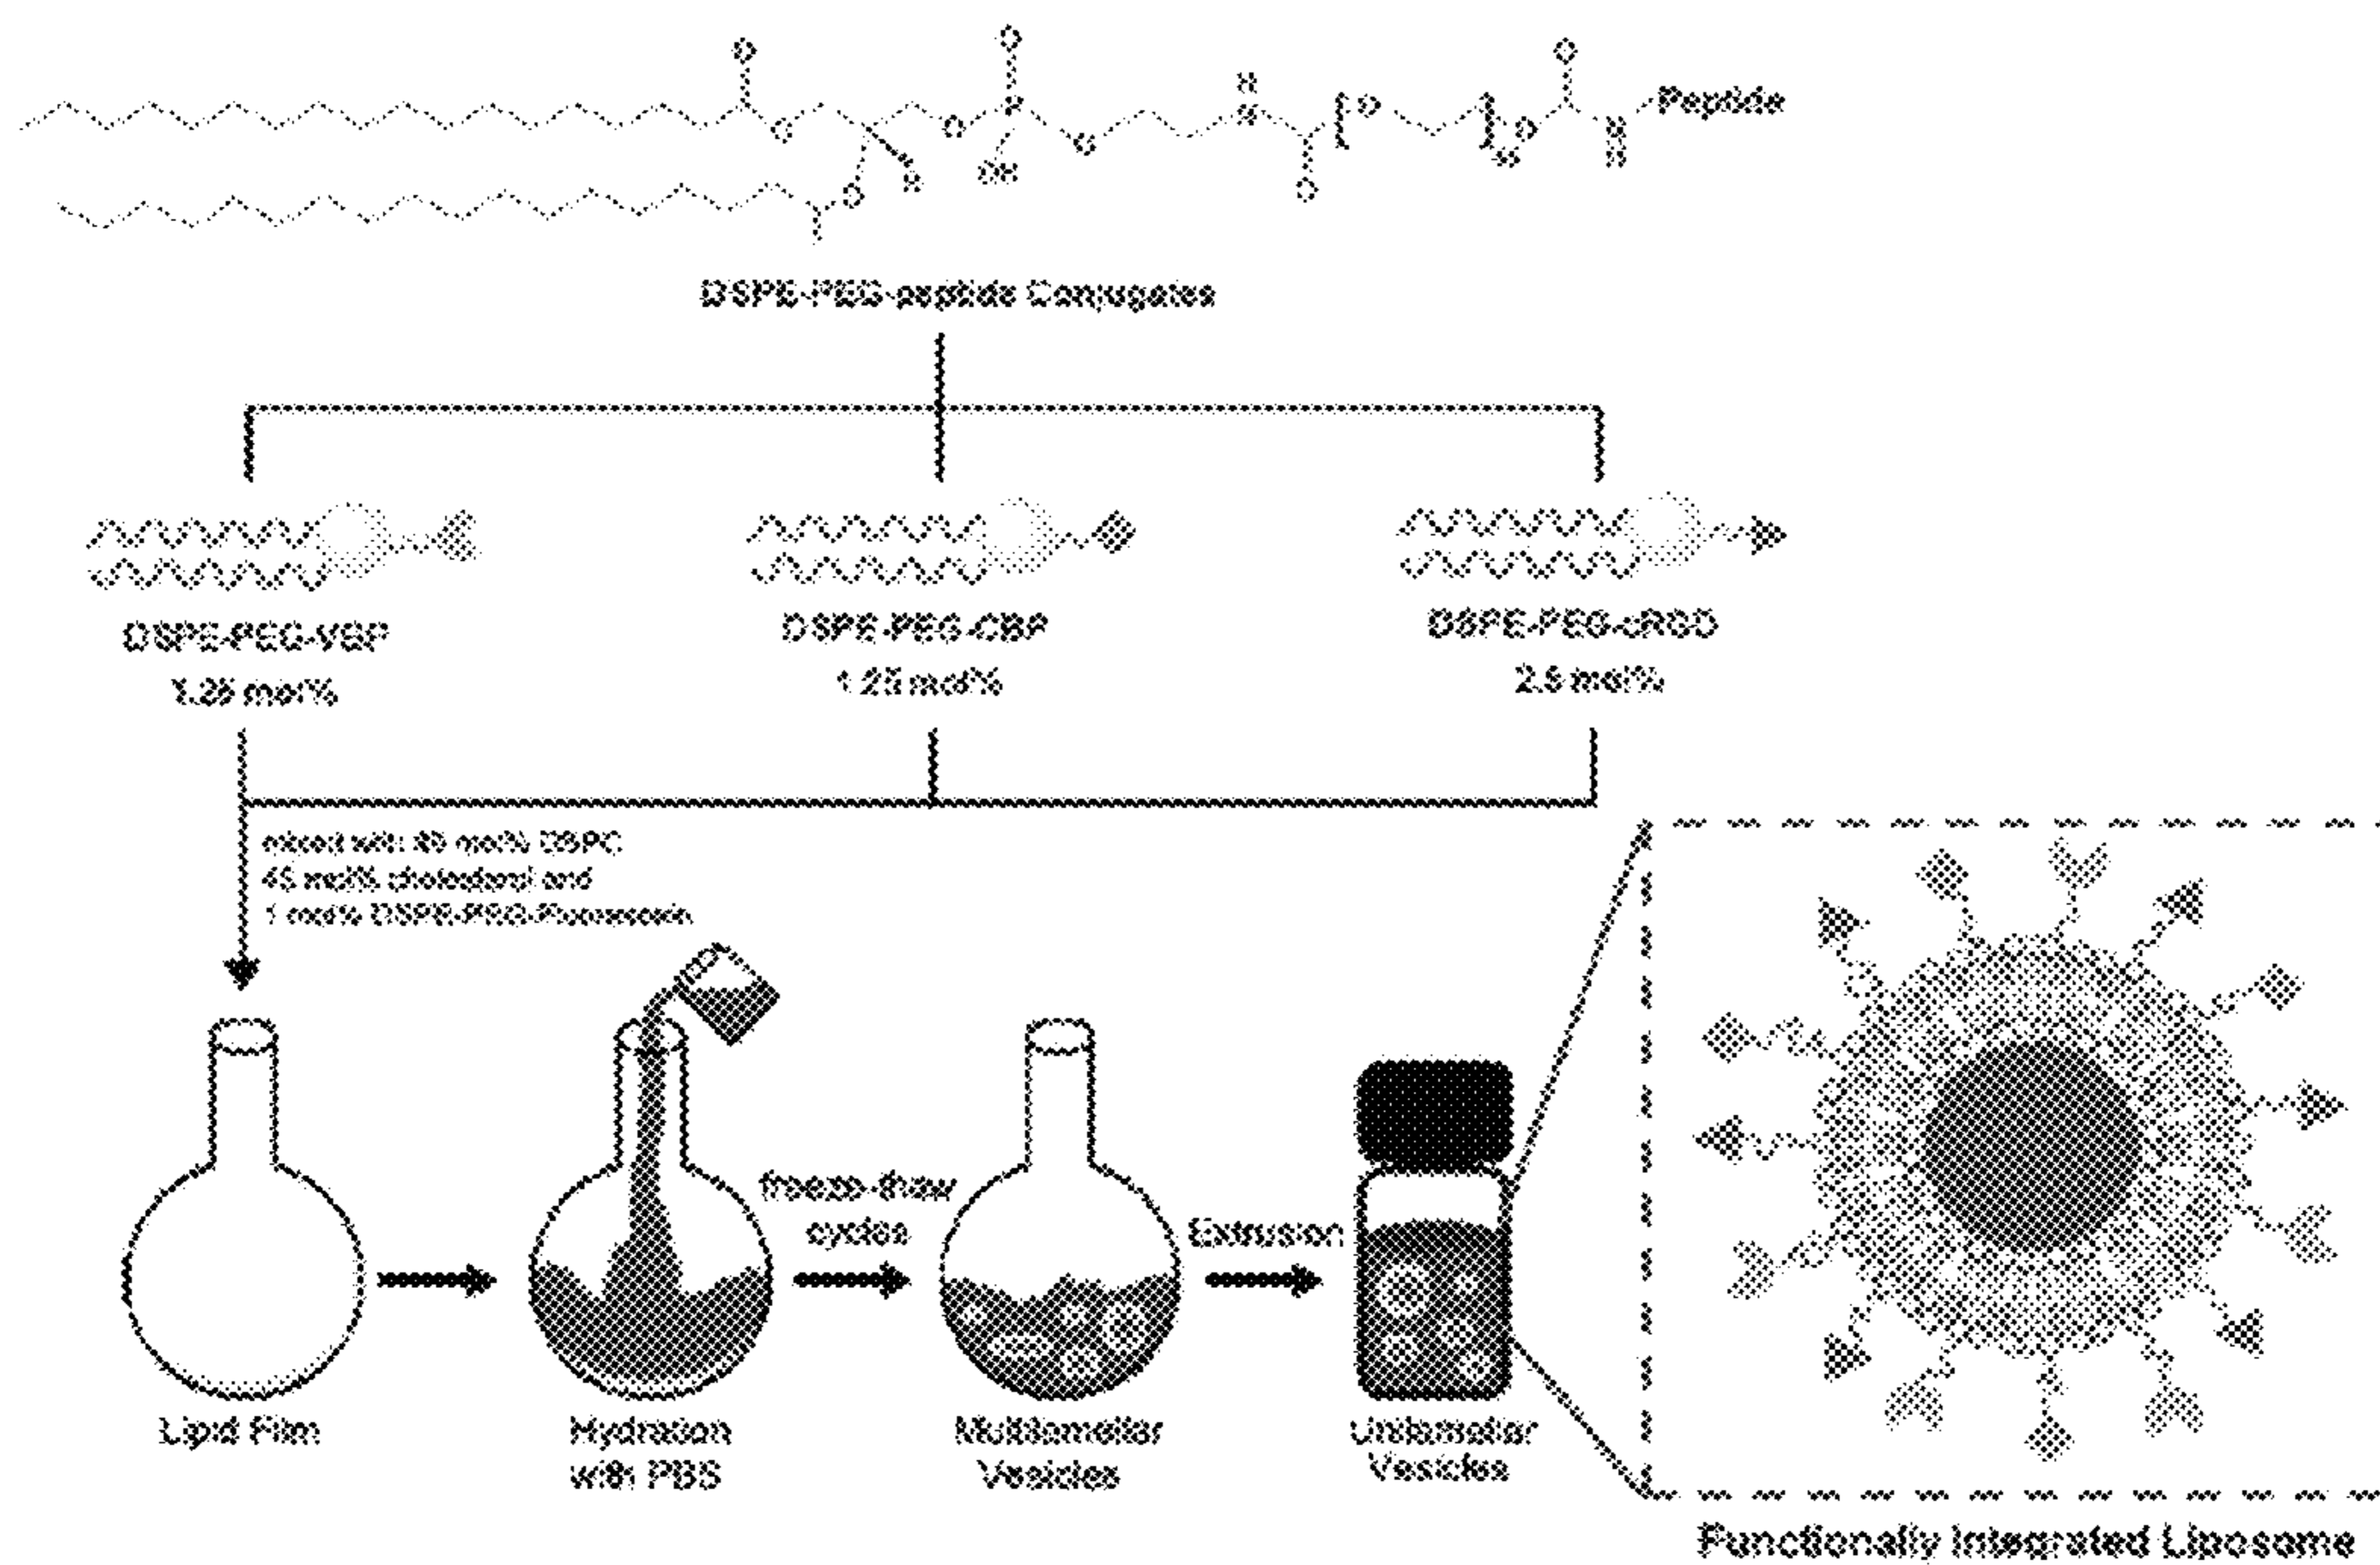 Peptide
DSPE-PEG-peptide Conjugates
DSPE-PEG-VBP
1.25 mol%
DSPE-PEG-CBP
1.25 mol%
DSPE-PEG-cRGD
2.5 mol%
mixed with mol% DSPC
45 mol% cholesterol and
1 mol% DSPE-PEG-Fluorescein
freeze-thaw
cycles
Extrusion
Lipid Film
Hydration
with PBS
Multilamellar
Vesicles
Unilamellar
Vesicles
Functionally Integrated Liposome